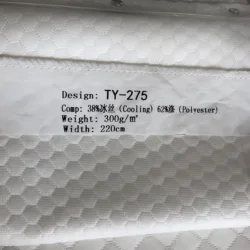 Design: TY-275
Comp: 38%冰丝(Cooling) 62%涤(Polyester)
Weight: 300g/m²
Width: 220cm